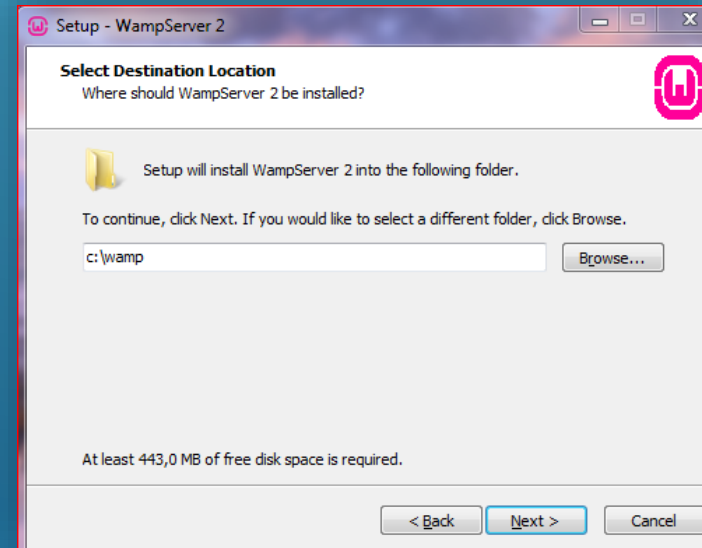 Setup - WampServer 2
Select Destination Location
Where should WampServer 2 be installed?
Setup will install WampServer 2 into the following folder.
To continue, click Next. If you would like to select a different folder, click Browse.
c:\wamp
Browse...
At least 443,0 MB of free disk space is required.
< Back
Next >
Cancel